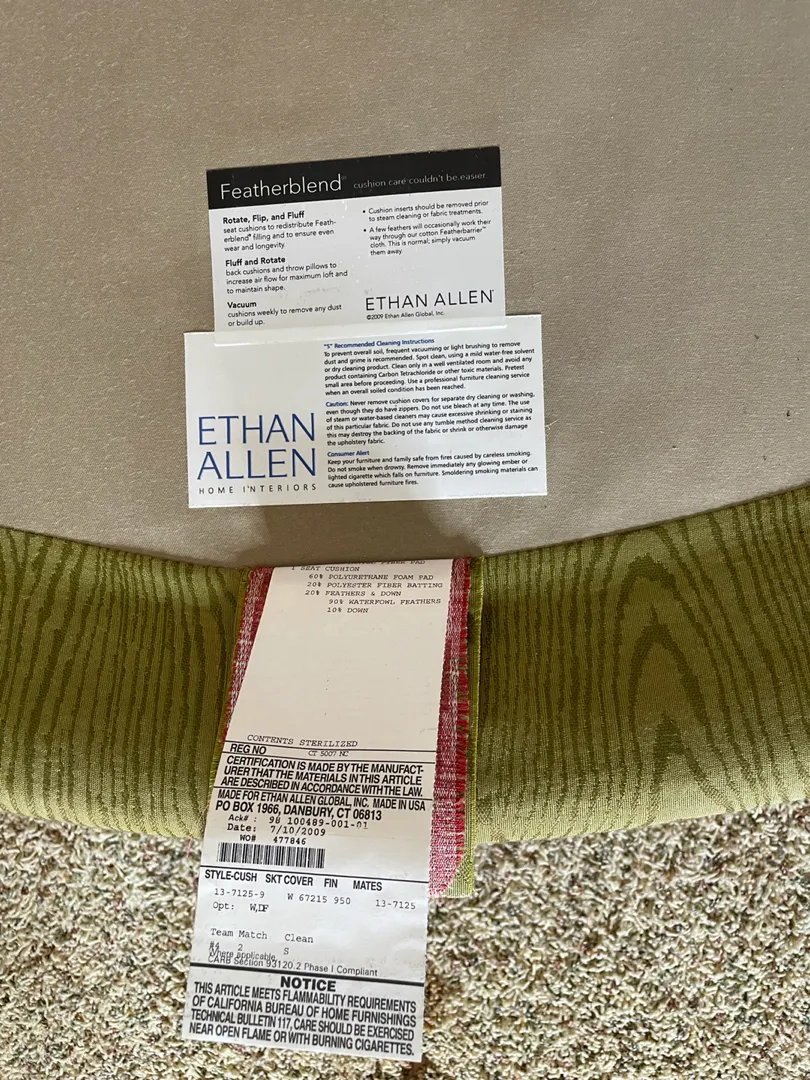 Featherblend® cushion care couldn't be easier.
Rotate, Flip, and Fluff
seat cushions to redistribute Feath-
erblend® filling and to ensure even
wear and longevity.
Fluff and Rotate
back cushions and throw pillows to
increase air flow for maximum loft and
to maintain shape.
Vacuum
cushions weekly to remove any dust
or build up.
• Cushion inserts should be removed prior
to steam cleaning or fabric treatments.
• A few feathers will occasionally work their
way through our cotton Featherbarrier™
cloth. This is normal; simply vacuum
them away.
ETHAN ALLEN®
©2009 Ethan Allen Global, Inc.
ETHAN
ALLEN
HOME INTERIORS
"S" Recommended Cleaning Instructions
To prevent overall soil, frequent vacuuming or light brushing to remove
dust and grime is recommended. Spot clean, using a mild water-free solvent
or dry cleaning product. Clean only in a well ventilated room and avoid any
product containing Carbon Tetrachloride or other toxic materials. Pretest
small area before proceeding. Use a professional furniture cleaning service
when an overall soiled condition has been reached.
Caution: Never remove cushion covers for separate dry cleaning or washing,
even though they do have zippers. Do not use bleach at any time. The use
of steam or water-based cleaners may cause excessive shrinking or staining
of this particular fabric. Do not use any tumble method cleaning service as
this may destroy the backing of the fabric or shrink or otherwise damage
the upholstery fabric.
Consumer Alert
Keep your furniture and family safe from fires caused by careless smoking.
Do not smoke when drowsy. Remove immediately any glowing ember or
lighted cigarette which falls on furniture. Smoldering smoking materials can
cause upholstered furniture fires.
FIBER PAD
SEAT CUSHION
60% POLYURETHANE FOAM PAD
20% POLYESTER FIBER BATTING
20% FEATHERS & DOWN
90% WATERFOWL FEATHERS
10% DOWN
CONTENTS STERILIZED
REG NO CT 5007 NC
CERTIFICATION IS MADE BY THE MANUFACT-
URER THAT THE MATERIALS IN THIS ARTICLE
ARE DESCRIBED IN ACCORDANCE WITH THE LAW.
MADE FOR ETHAN ALLEN GLOBAL, INC. MADE IN USA
PO BOX 1966, DANBURY, CT 06813
Ack# : 98 100489-001-01
Date: 7/10/2009
WO# 477846
STYLE-CUSH SKT COVER FIN MATES
13-7125-9 W 67215 950 13-7125
Opt: W,DF
Team Match Clean
#4 2 S
Where applicable,
CARB Section 93120.2 Phase I Compliant
NOTICE
THIS ARTICLE MEETS FLAMMABILITY REQUIREMENTS
OF CALIFORNIA BUREAU OF HOME FURNISHINGS
TECHNICAL BULLETIN 117, CARE SHOULD BE EXERCISED
NEAR OPEN FLAME OR WITH BURNING CIGARETTES.